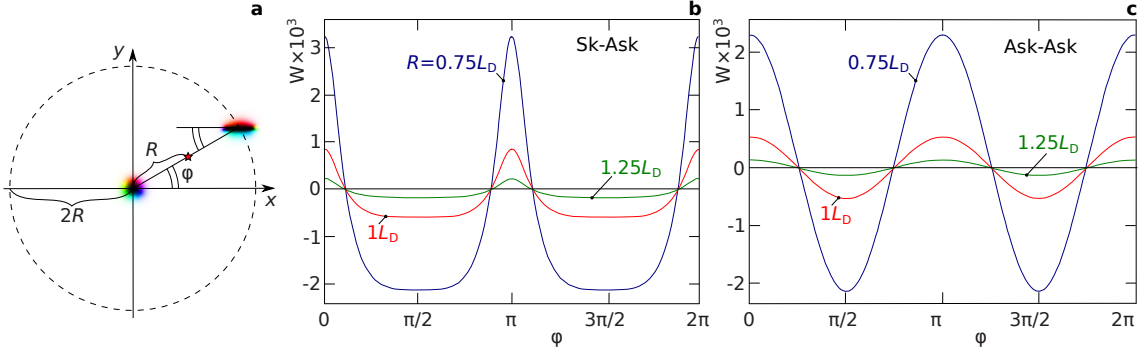 a
y
R
φ
x
2R
b
W×10³
Sk-Ask
R=0.75L_D
1.25L_D
1L_D
3
2
1
0
-1
-2
0 π/2 π 3π/2 2π
φ
c
W×10³
Ask-Ask
0.75L_D
1.25L_D
1L_D
2
1
0
-1
-2
0 π/2 π 3π/2 2π
φ